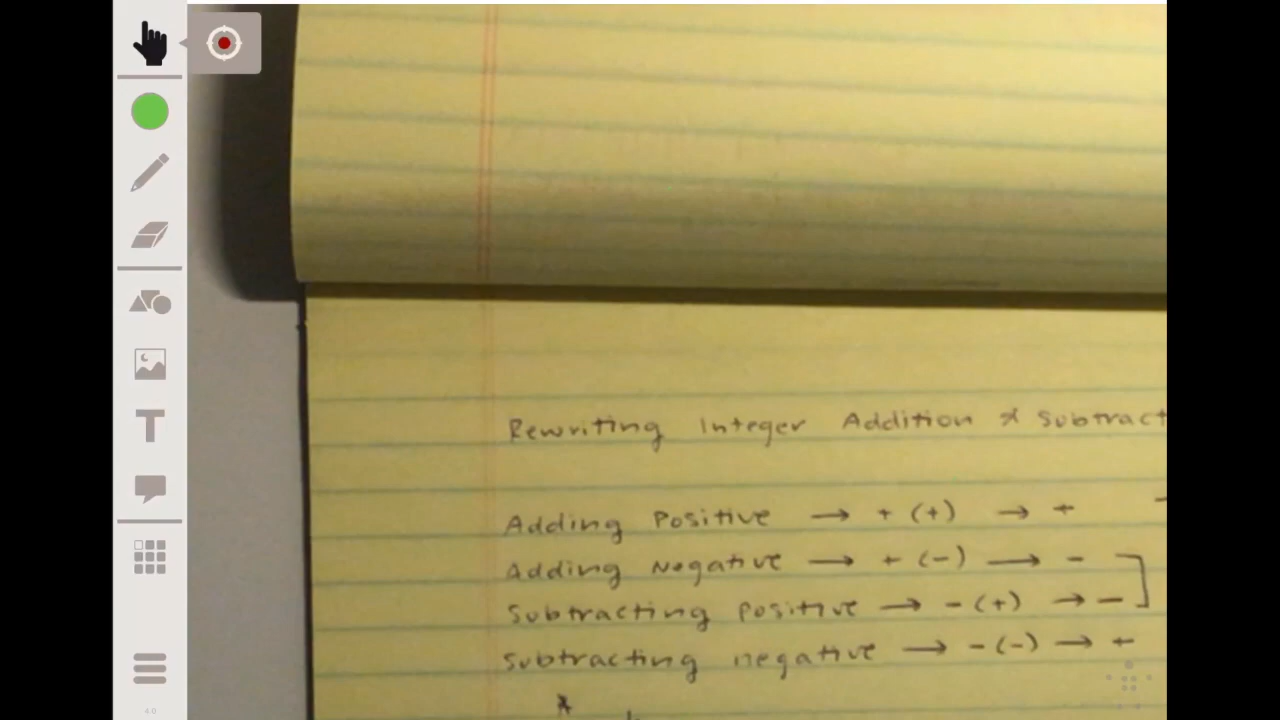 Rewriting Integer Addition & Subtract
Adding Positive → + (+) → +
Adding Negative → + (-) → -
Subtracting Positive → - (+) → -
Subtracting negative → - (-) → +
*